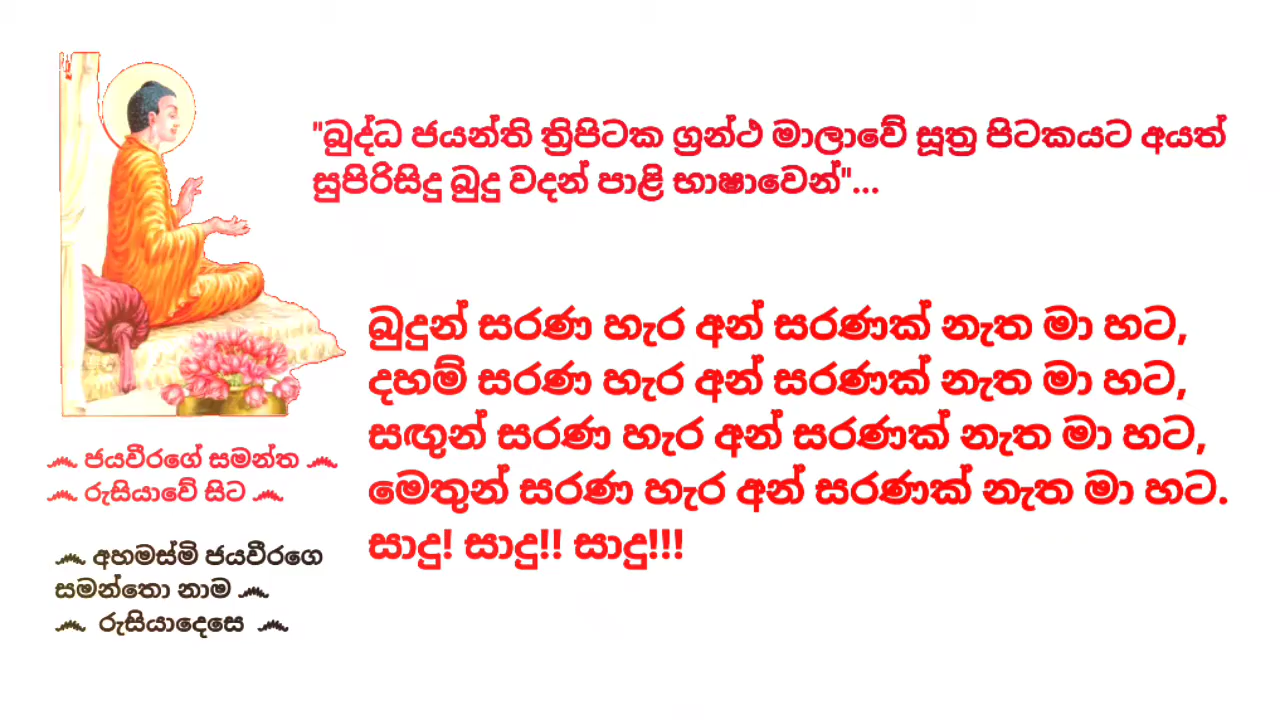 "බුද්ධ ජයන්ති ත්‍රිපිටක ග්‍රන්ථ මාලාවේ සූත්‍ර පිටකයට අයත්
සුපිරිසිදු බුදු වදන් පාළි භාෂාවෙන්"...
බුදුන් සරණ හැර අන් සරණක් නැත මා හට,
දහම් සරණ හැර අන් සරණක් නැත මා හට,
සඟුන් සරණ හැර අන් සරණක් නැත මා හට,
මෙතුන් සරණ හැර අන් සරණක් නැත මා හට.
සාදු! සාදු!! සාදු!!!
෴ ජයවීරගේ සමන්ත ෴
෴ රුසියාවේ සිට ෴
෴ අහමස්මි ජයවීරගෙ
සමන්තො නාම ෴
෴ රුසියාදෙසෙ ෴